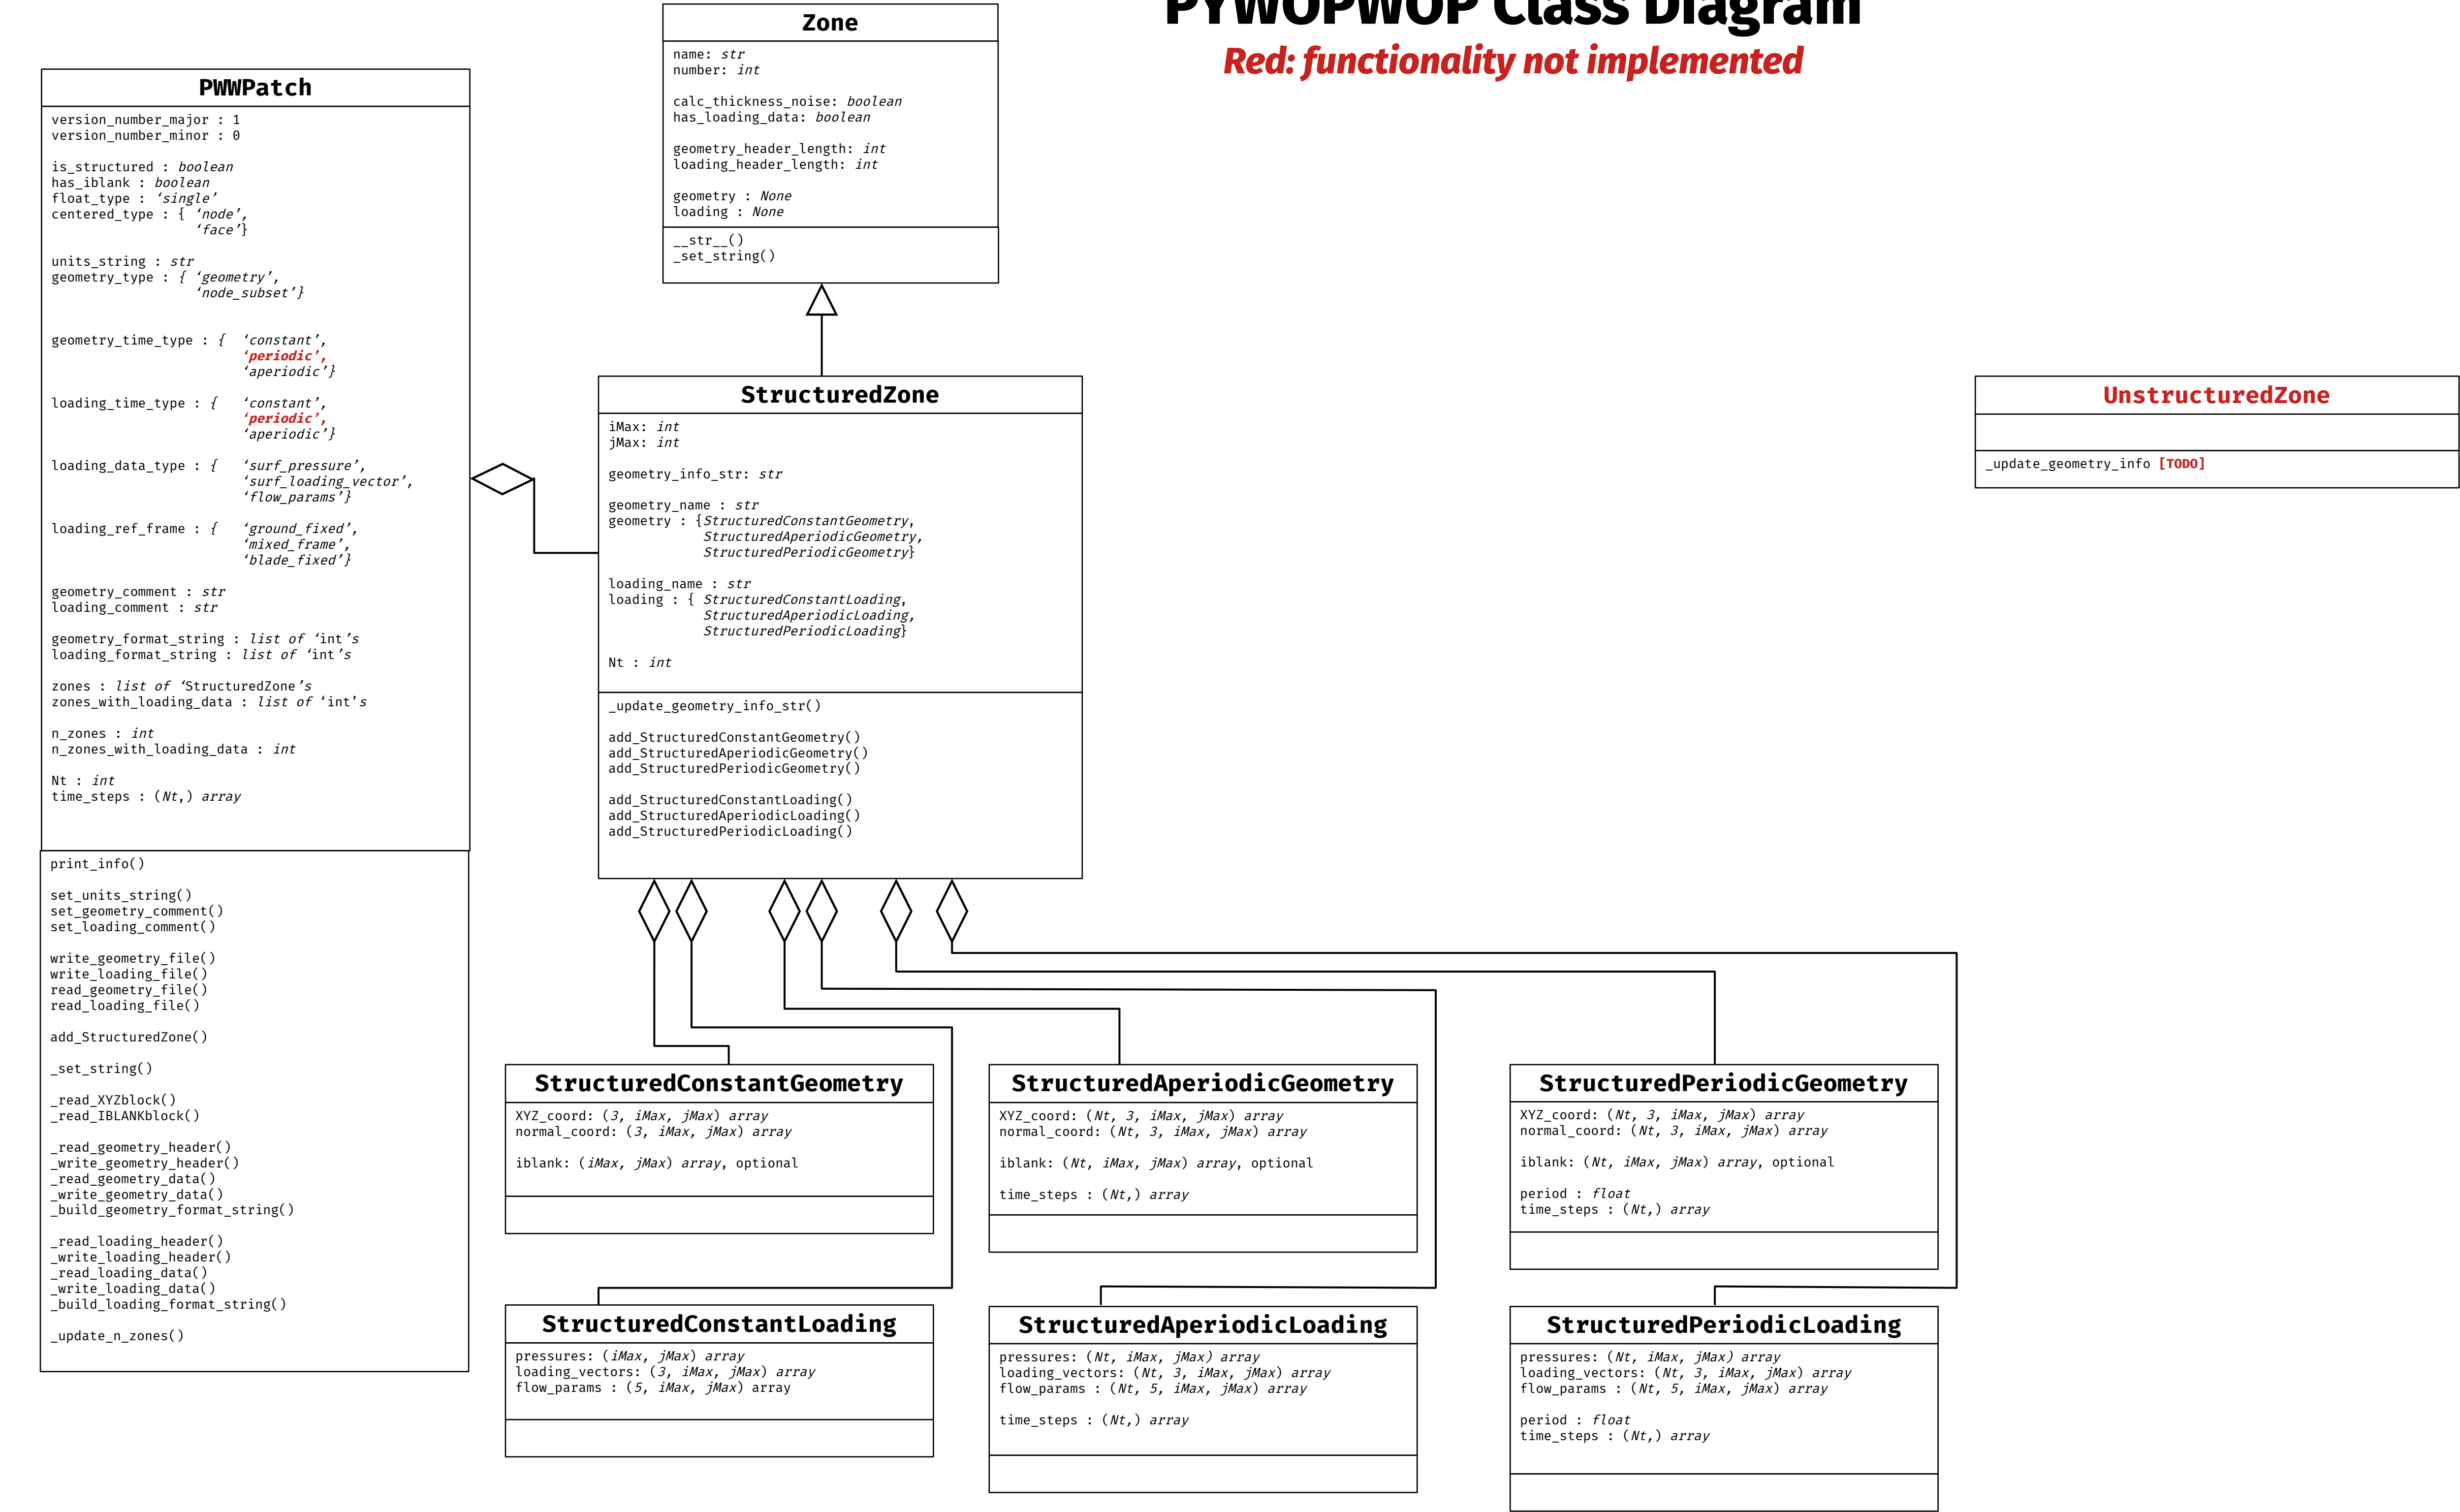 PYWOPWOP Class Diagram
Red: functionality not implemented
PWWPatch
version_number_major : 1
version_number_minor : 0
is_structured : boolean
has_iblank : boolean
float_type : ‘single’
centered_type : { ‘node’,
‘face’}
units_string : str
geometry_type : { ‘geometry’,
‘node_subset’}
geometry_time_type : { ‘constant’,
‘periodic’,
‘aperiodic’}
loading_time_type : { ‘constant’,
‘periodic’,
‘aperiodic’}
loading_data_type : { ‘surf_pressure’,
‘surf_loading_vector’,
‘flow_params’}
loading_ref_frame : { ‘ground_fixed’,
‘mixed_frame’,
‘blade_fixed’}
geometry_comment : str
loading_comment : str
geometry_format_string : list of ‘int’s
loading_format_string : list of ‘int’s
zones : list of ‘StructuredZone’s
zones_with_loading_data : list of ‘int’s
n_zones : int
n_zones_with_loading_data : int
Nt : int
time_steps : (Nt,) array
print_info()
set_units_string()
set_geometry_comment()
set_loading_comment()
write_geometry_file()
write_loading_file()
read_geometry_file()
read_loading_file()
add_StructuredZone()
_set_string()
_read_XYZblock()
_read_IBLANKblock()
_read_geometry_header()
_write_geometry_header()
_read_geometry_data()
_write_geometry_data()
_build_geometry_format_string()
_read_loading_header()
_write_loading_header()
_read_loading_data()
_write_loading_data()
_build_loading_format_string()
_update_n_zones()
Zone
name: str
number: int
calc_thickness_noise: boolean
has_loading_data: boolean
geometry_header_length: int
loading_header_length: int
geometry : None
loading : None
__str__()
_set_string()
StructuredZone
iMax: int
jMax: int
geometry_info_str: str
geometry_name : str
geometry : {StructuredConstantGeometry,
StructuredAperiodicGeometry,
StructuredPeriodicGeometry}
loading_name : str
loading : { StructuredConstantLoading,
StructuredAperiodicLoading,
StructuredPeriodicLoading}
Nt : int
_update_geometry_info_str()
add_StructuredConstantGeometry()
add_StructuredAperiodicGeometry()
add_StructuredPeriodicGeometry()
add_StructuredConstantLoading()
add_StructuredAperiodicLoading()
add_StructuredPeriodicLoading()
UnstructuredZone
_update_geometry_info [TODO]
StructuredConstantGeometry
XYZ_coord: (3, iMax, jMax) array
normal_coord: (3, iMax, jMax) array
iblank: (iMax, jMax) array, optional
StructuredAperiodicGeometry
XYZ_coord: (Nt, 3, iMax, jMax) array
normal_coord: (Nt, 3, iMax, jMax) array
iblank: (Nt, iMax, jMax) array, optional
time_steps : (Nt,) array
StructuredPeriodicGeometry
XYZ_coord: (Nt, 3, iMax, jMax) array
normal_coord: (Nt, 3, iMax, jMax) array
iblank: (Nt, iMax, jMax) array, optional
period : float
time_steps : (Nt,) array
StructuredConstantLoading
pressures: (iMax, jMax) array
loading_vectors: (3, iMax, jMax) array
flow_params : (5, iMax, jMax) array
StructuredAperiodicLoading
pressures: (Nt, iMax, jMax) array
loading_vectors: (Nt, 3, iMax, jMax) array
flow_params : (Nt, 5, iMax, jMax) array
time_steps : (Nt,) array
StructuredPeriodicLoading
pressures: (Nt, iMax, jMax) array
loading_vectors: (Nt, 3, iMax, jMax) array
flow_params : (Nt, 5, iMax, jMax) array
period : float
time_steps : (Nt,) array